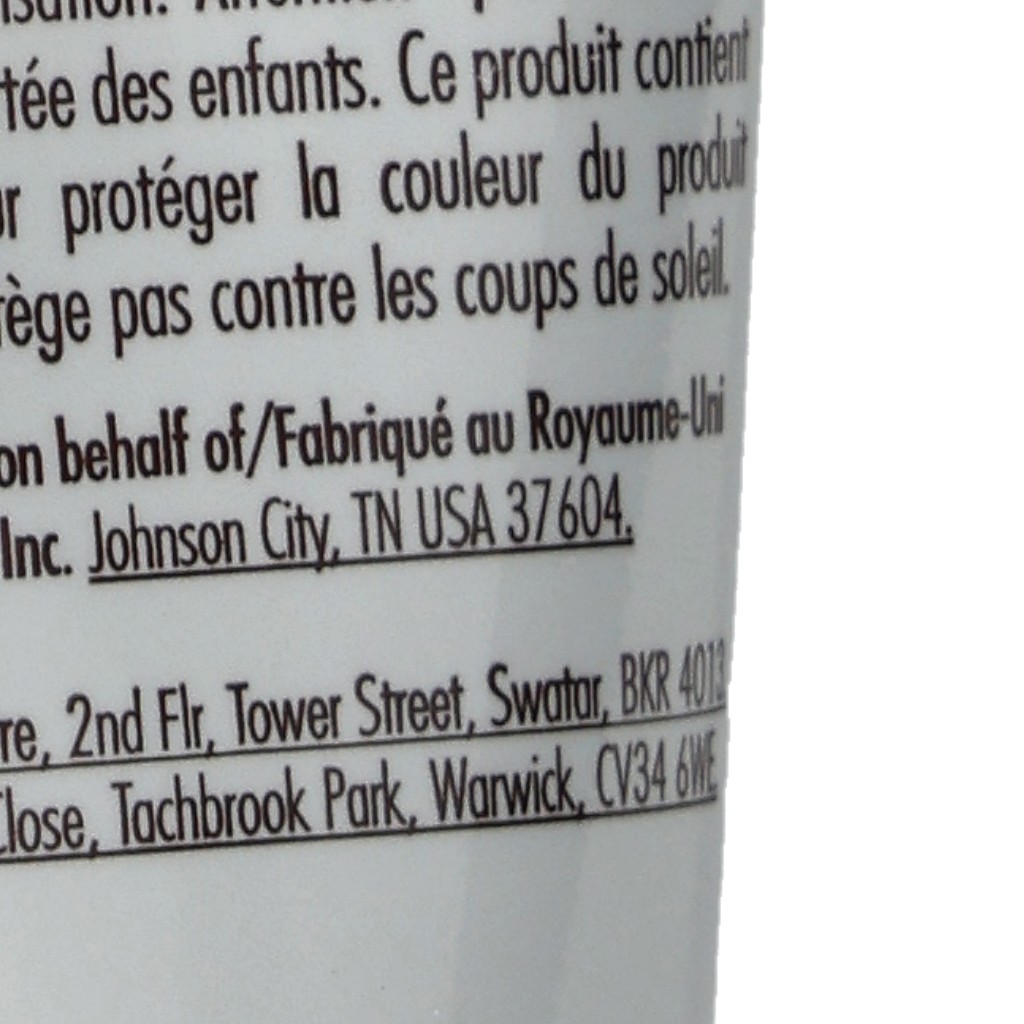 tée des enfants. Ce produit contient
r protéger la couleur du produit
ège pas contre les coups de soleil.
on behalf of/Fabriqué au Royaume-Uni
Inc. Johnson City, TN USA 37604.
re, 2nd Flr, Tower Street, Swatar, BKR 4013
Close, Tachbrook Park, Warwick, CV34 6WE